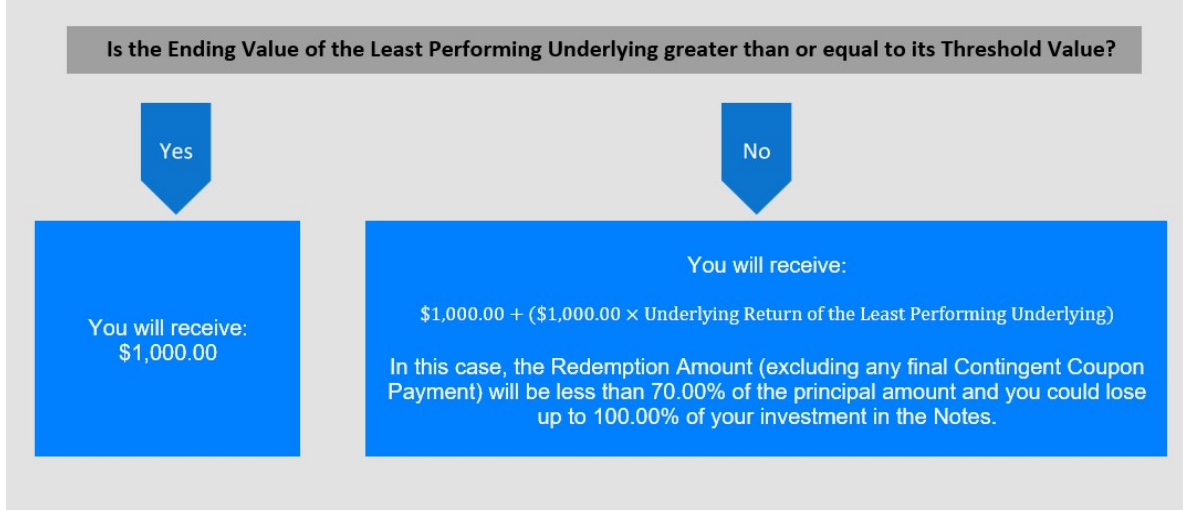 Is the Ending Value of the Least Performing Underlying greater than or equal to its Threshold Value?
Yes
No
You will receive:
$1,000.00
You will receive:
$1,000.00 + ($1,000.00 × Underlying Return of the Least Performing Underlying)
In this case, the Redemption Amount (excluding any final Contingent Coupon
Payment) will be less than 70.00% of the principal amount and you could lose
up to 100.00% of your investment in the Notes.